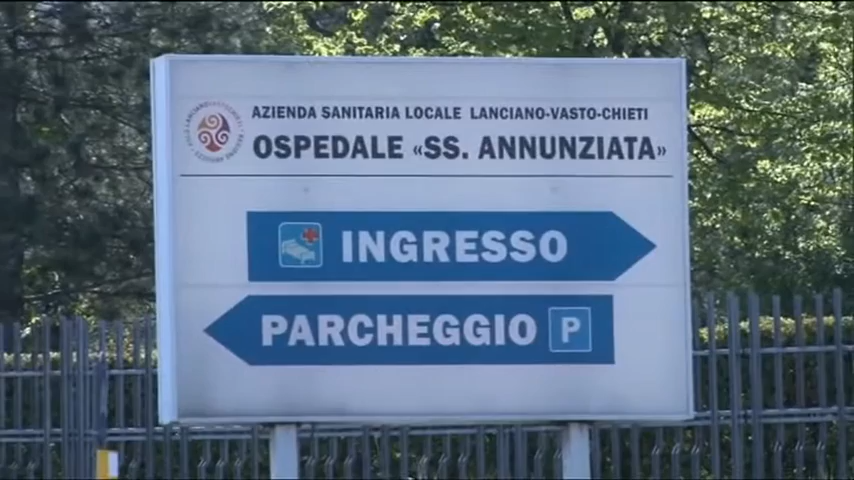 AZIENDA SANITARIA LOCALE LANCIANO-VASTO-CHIETI
OSPEDALE «SS. ANNUNZIATA»
INGRESSO
PARCHEGGIO P